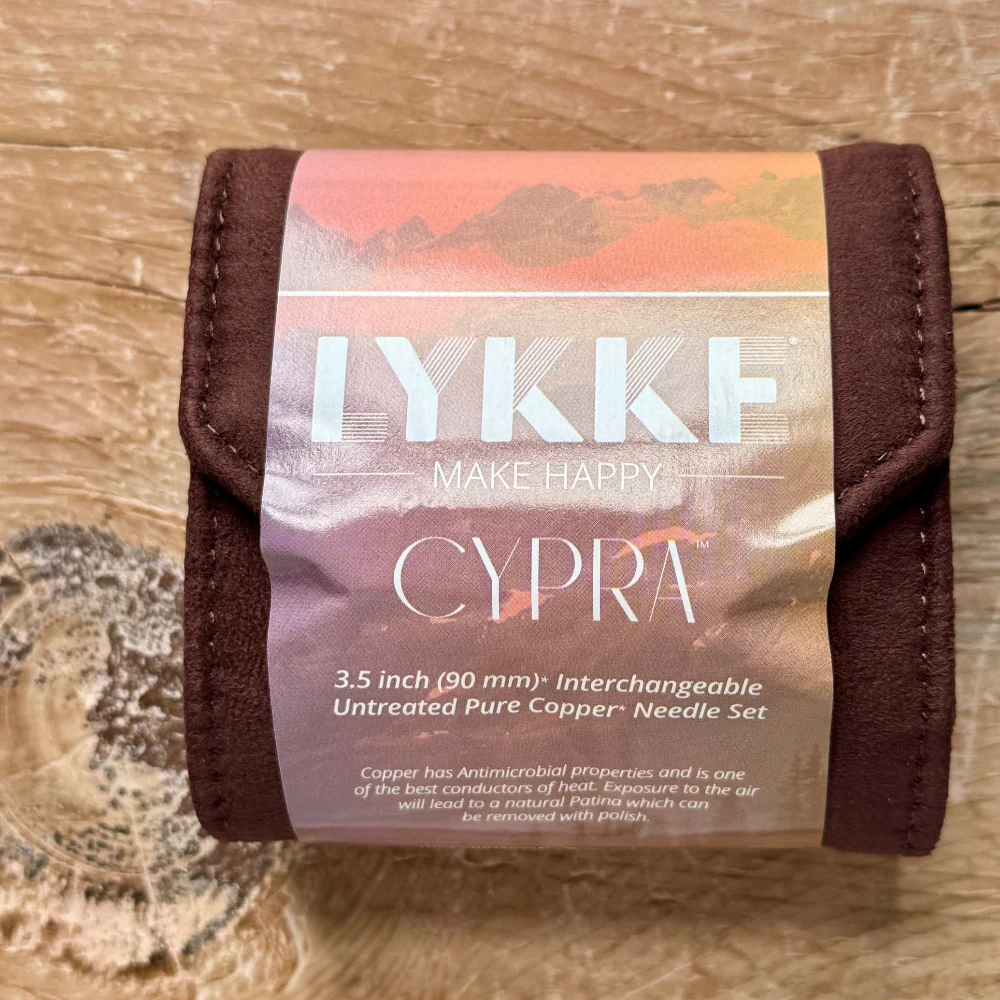 LYKKE®
MAKE HAPPY
CYPRA™
3.5 inch (90 mm)* Interchangeable
Untreated Pure Copper* Needle Set
Copper has Antimicrobial properties and is one
of the best conductors of heat. Exposure to the air
will lead to a natural Patina which can
be removed with polish.